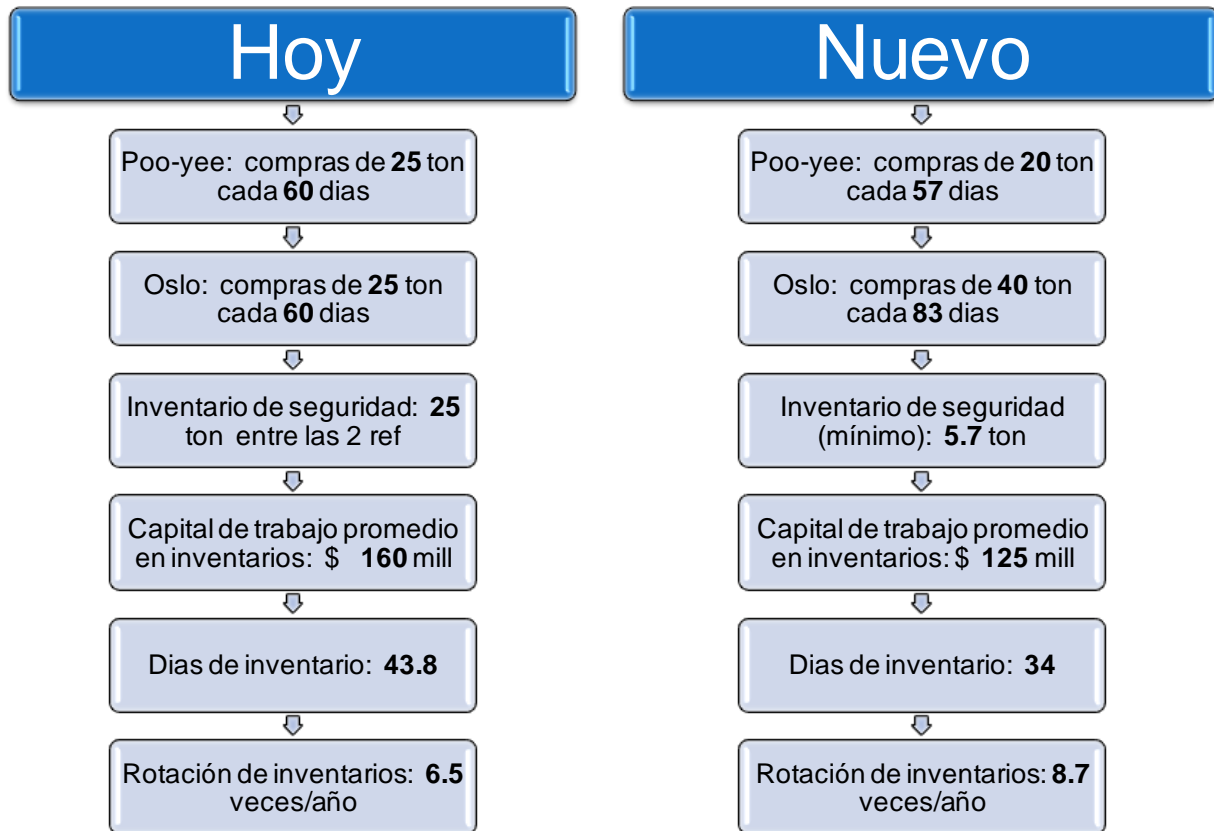 Hoy
Poo-yee: compras de 25 ton
cada 60 dias
Oslo: compras de 25 ton
cada 60 dias
Inventario de seguridad: 25
ton entre las 2 ref
Capital de trabajo promedio
en inventarios: $ 160 mill
Dias de inventario: 43.8
Rotación de inventarios: 6.5
veces/año
Nuevo
Poo-yee: compras de 20 ton
cada 57 dias
Oslo: compras de 40 ton
cada 83 dias
Inventario de seguridad
(mínimo): 5.7 ton
Capital de trabajo promedio
en inventarios: $ 125 mill
Dias de inventario: 34
Rotación de inventarios: 8.7
veces/año